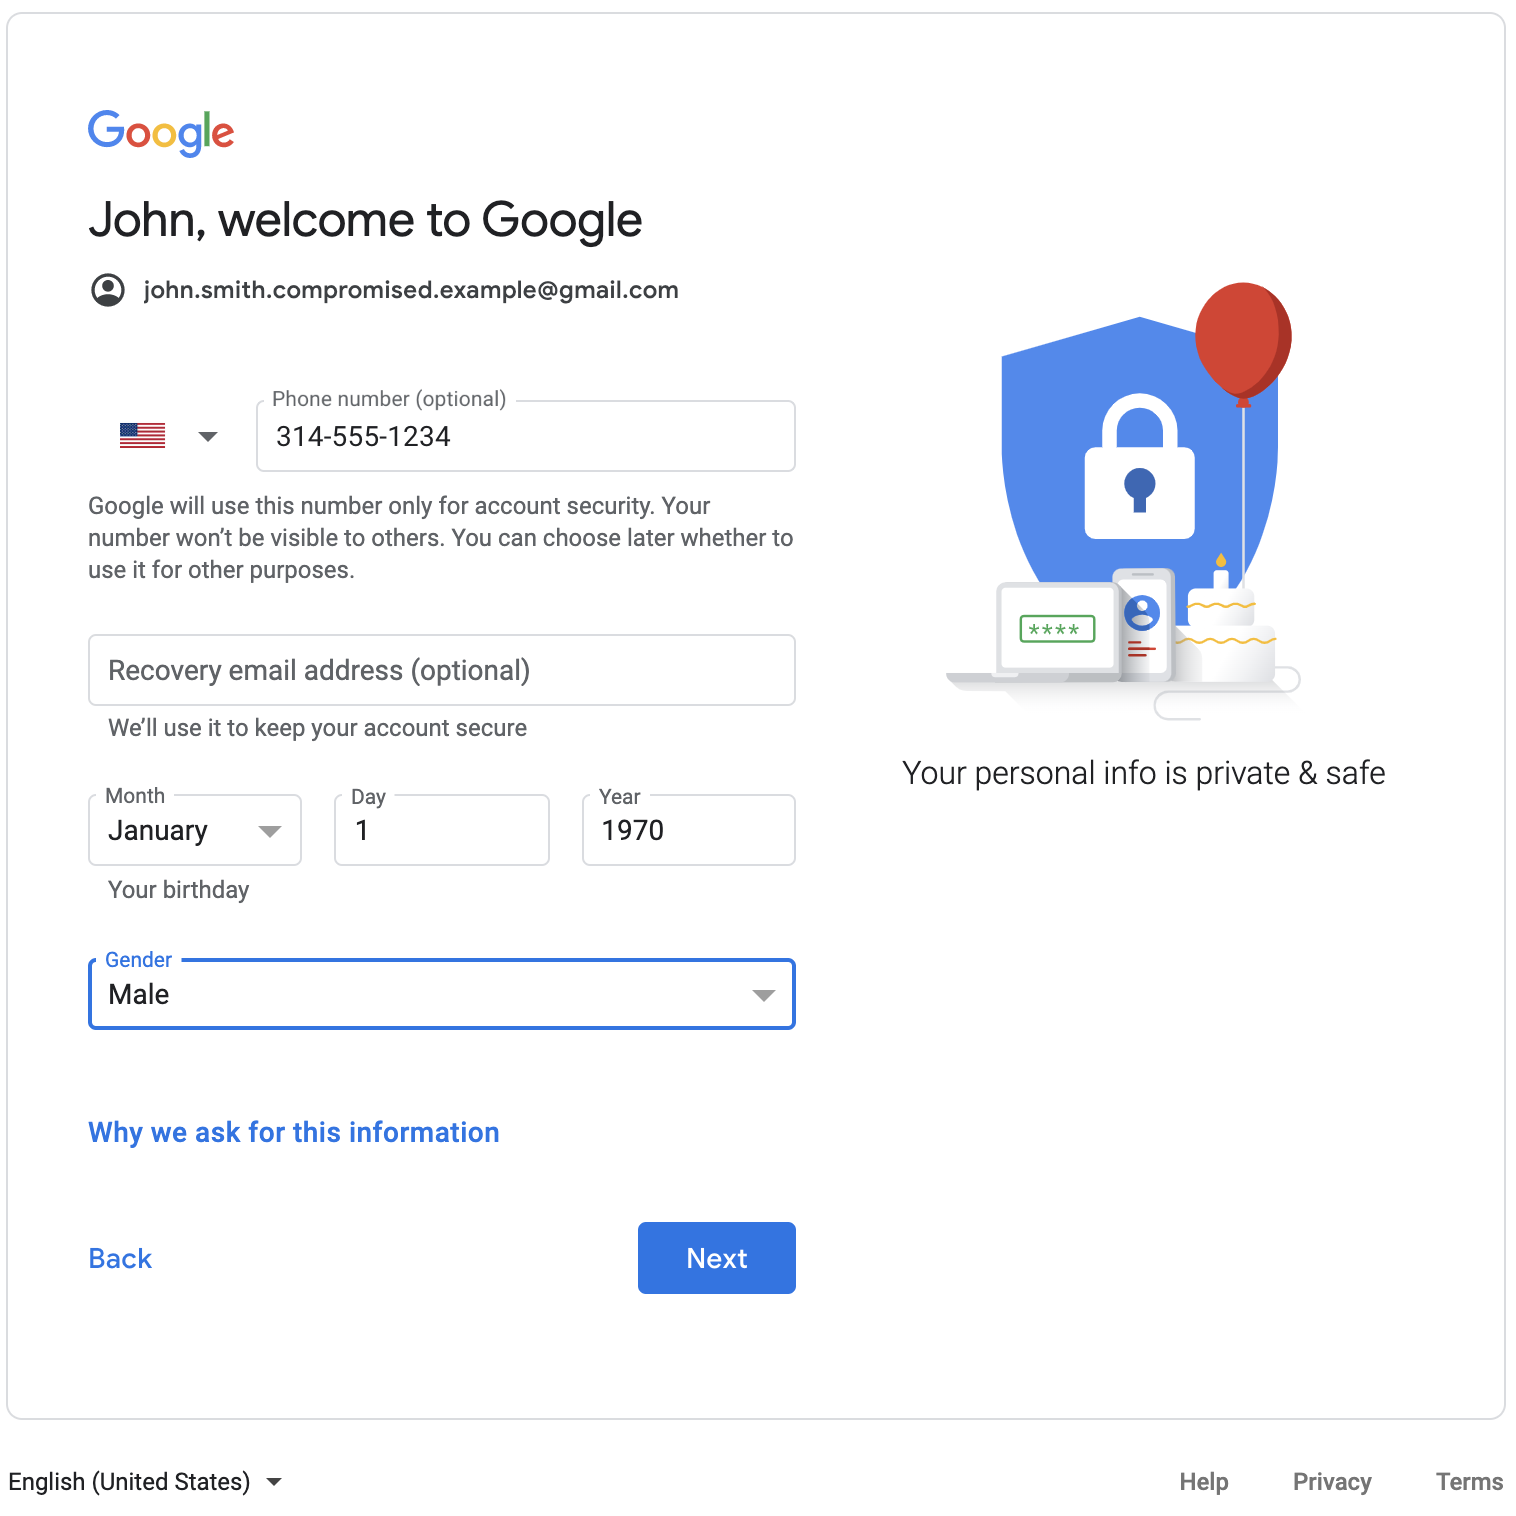 Google
John, welcome to Google
john.smith.compromised.example@gmail.com
Phone number (optional)
314-555-1234
Google will use this number only for account security. Your
number won’t be visible to others. You can choose later whether to
use it for other purposes.
Recovery email address (optional)
We’ll use it to keep your account secure
Month
January
Day
1
Year
1970
Your birthday
Gender
Male
Why we ask for this information
Back
Next
****
Your personal info is private & safe
English (United States)
Help
Privacy
Terms